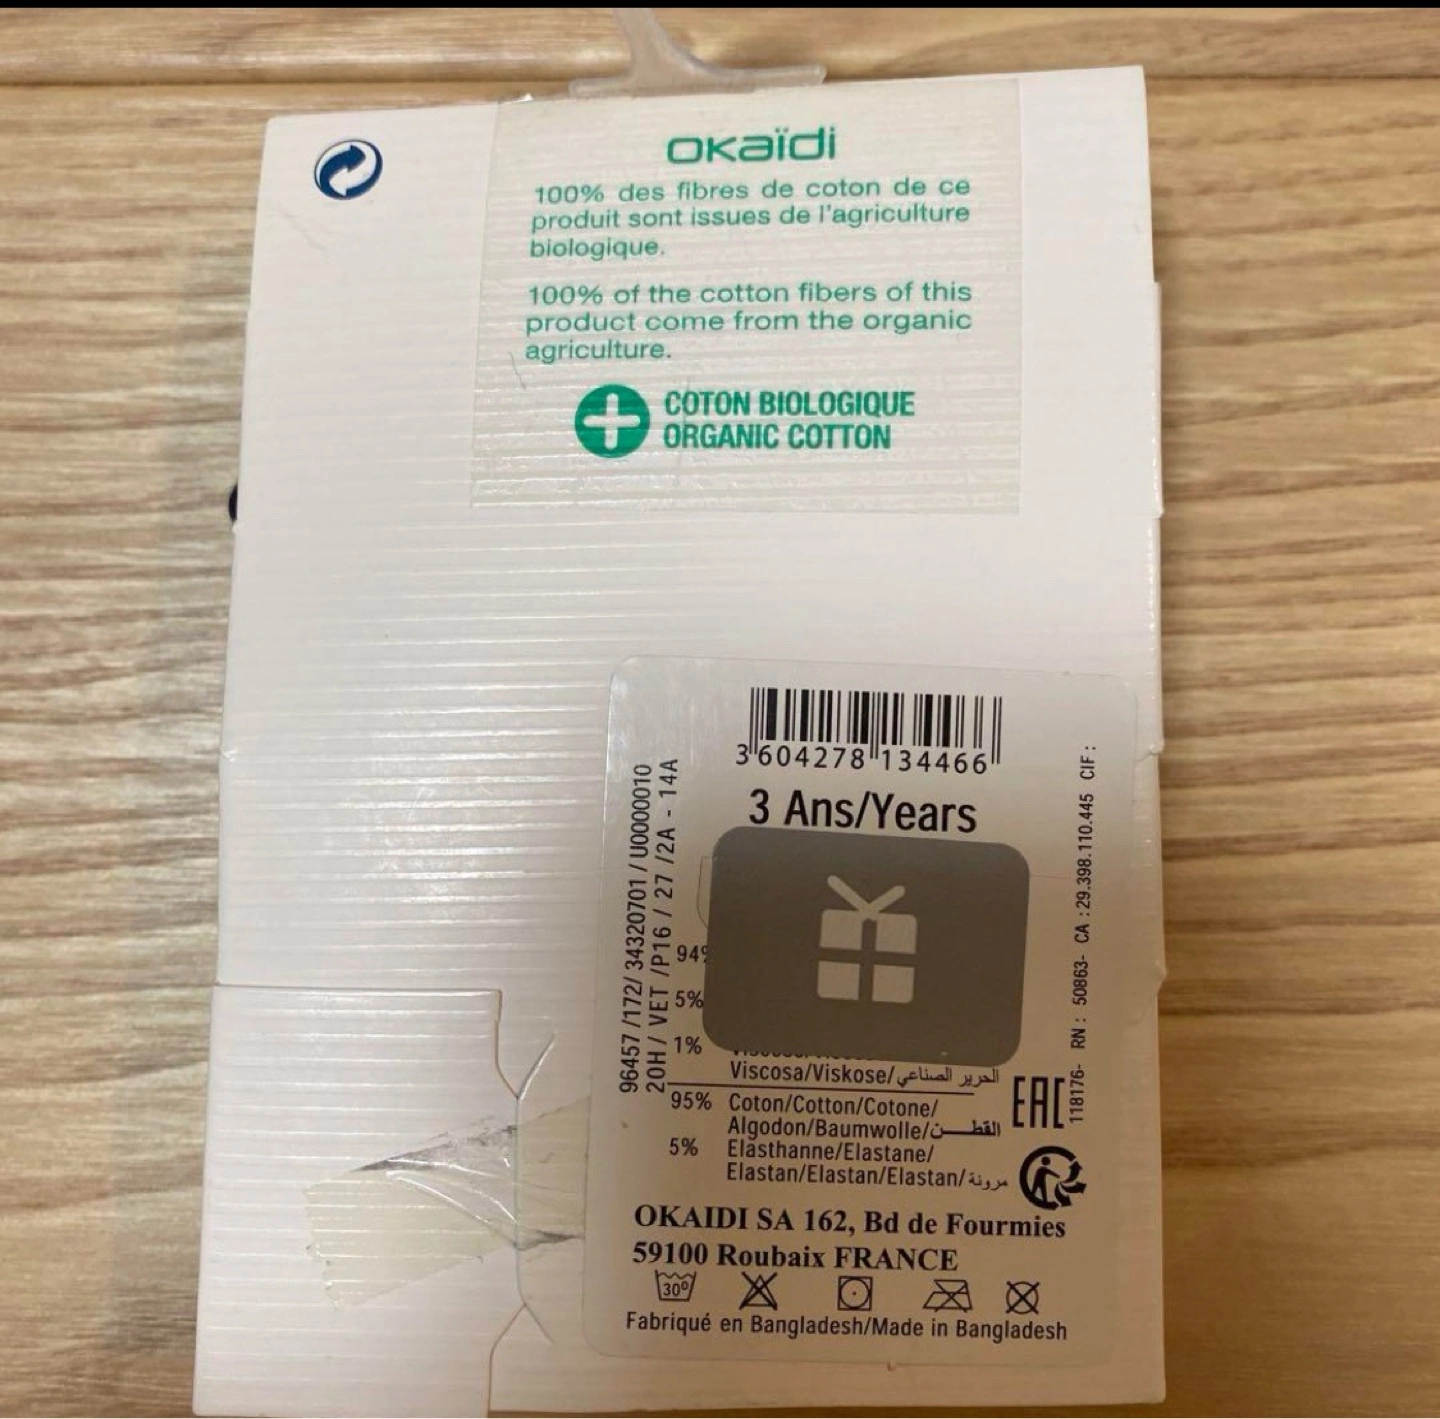 OKaïdi
100% des fibres de coton de ce
produit sont issues de l'agriculture
biologique.
100% of the cotton fibers of this
product come from the organic
agriculture.
COTON BIOLOGIQUE
ORGANIC COTTON
3 604278 134466
3 Ans/Years
96457 /172/ 34320701 / U0000010
20H / VET /P16 / 27 /2A - 14A
94%
5%
1%
Viscosa/Viskose/الحرير الصناعي
95% Coton/Cotton/Cotone/
Algodon/Baumwolle/القطن
5% Elasthanne/Elastane/
Elastan/Elastan/Elastan/مرونة
EAC
118176- RN : 50863- CA : 29.398.110.445 CIF :
OKAIDI SA 162, Bd de Fourmies
59100 Roubaix FRANCE
30°
Fabriqué en Bangladesh/Made in Bangladesh